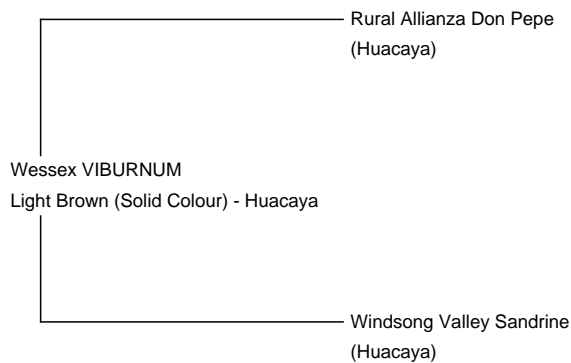 Rural Allianza Don Pepe
(Huacaya)
Wessex VIBURNUM
Light Brown (Solid Colour) - Huacaya
Windsong Valley Sandrine
(Huacaya)